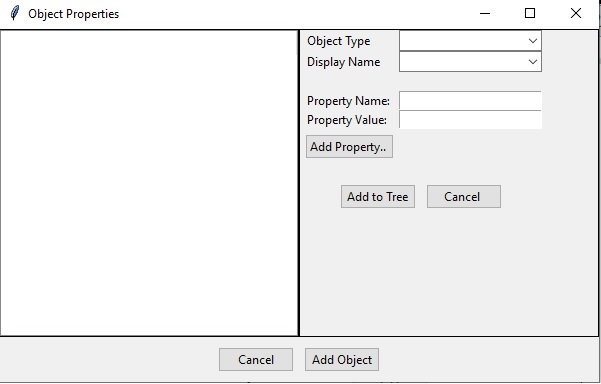 Object Properties
Object Type
Display Name
Property Name:
Property Value:
Add Property..
Add to Tree Cancel
Cancel Add Object